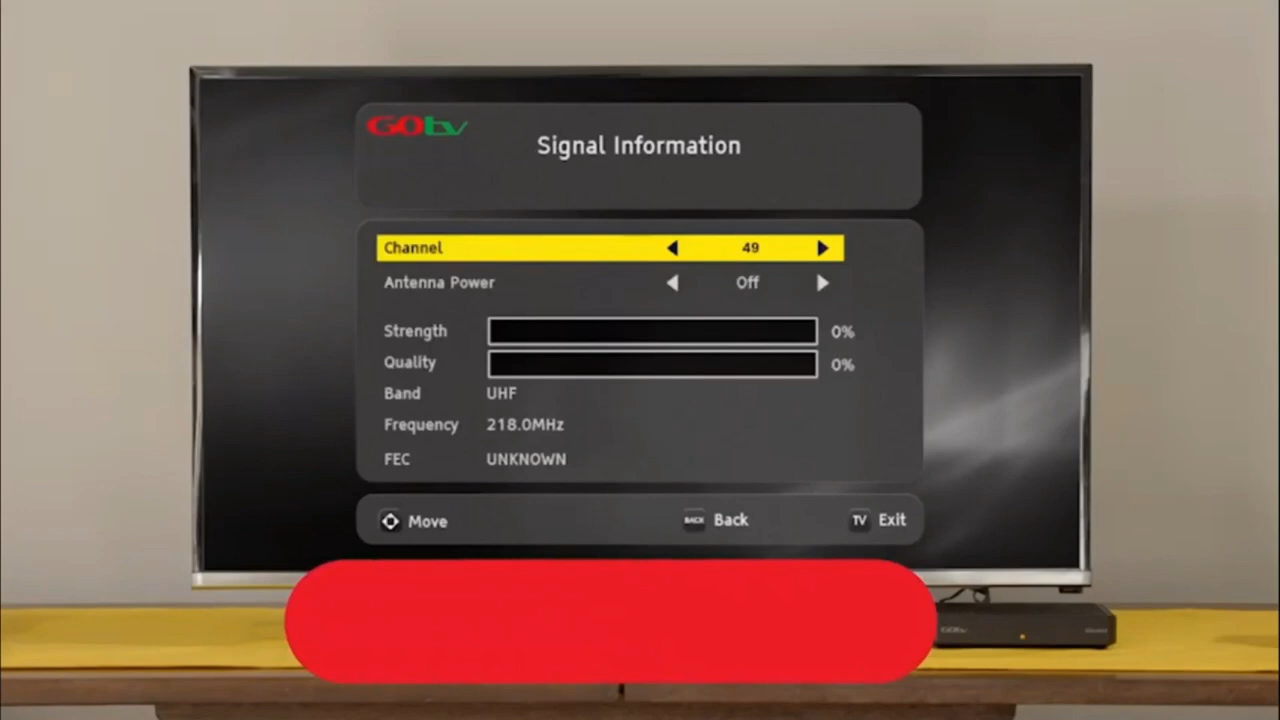 GOtv
Signal Information
Channel 49
Antenna Power Off
Strength 0%
Quality 0%
Band UHF
Frequency 218.0MHz
FEC UNKNOWN
Move BACK Back TV Exit
GOtv